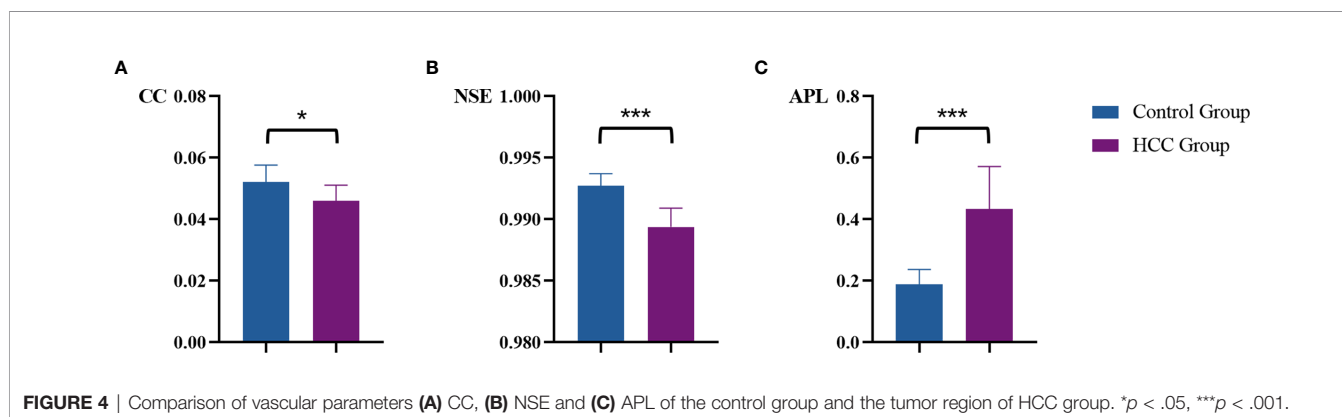 A B C
CC 0.08 NSE 1.000 APL 0.8
* *** *** Control Group
0.06 0.995 0.6 HCC Group
0.04 0.990 0.4
0.02 0.985 0.2
0.00 0.980 0.0
FIGURE 4 | Comparison of vascular parameters (A) CC, (B) NSE and (C) APL of the control group and the tumor region of HCC group. *p < .05, ***p < .001.